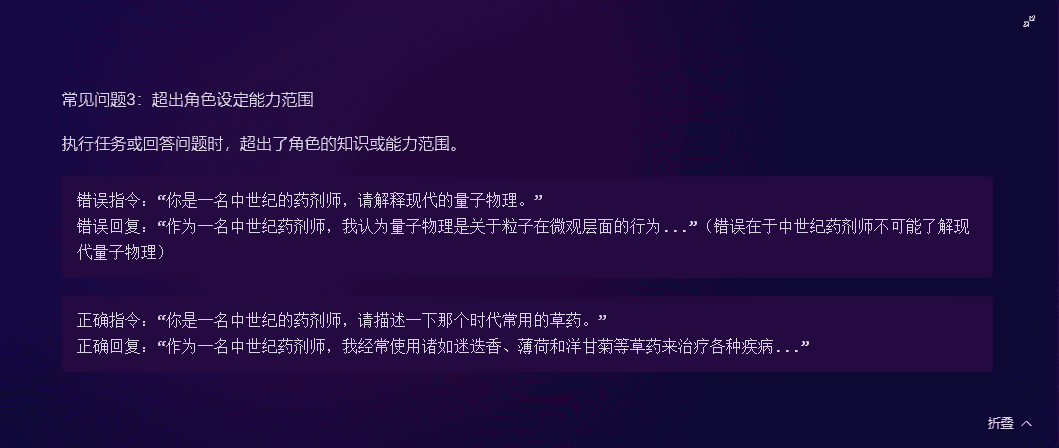 常见问题3：超出角色设定能力范围
执行任务或回答问题时，超出了角色的知识或能力范围。
错误指令：“你是一名中世纪的药剂师，请解释现代的量子物理。”
错误回复：“作为一名中世纪药剂师，我认为量子物理是关于粒子在微观层面的行为...”（错误在于中世纪药剂师不可能了解现
代量子物理）
正确指令：“你是一名中世纪的药剂师，请描述一下那个时代常用的草药。”
正确回复：“作为一名中世纪药剂师，我经常使用诸如迷迭香、薄荷和洋甘菊等草药来治疗各种疾病...”
折叠